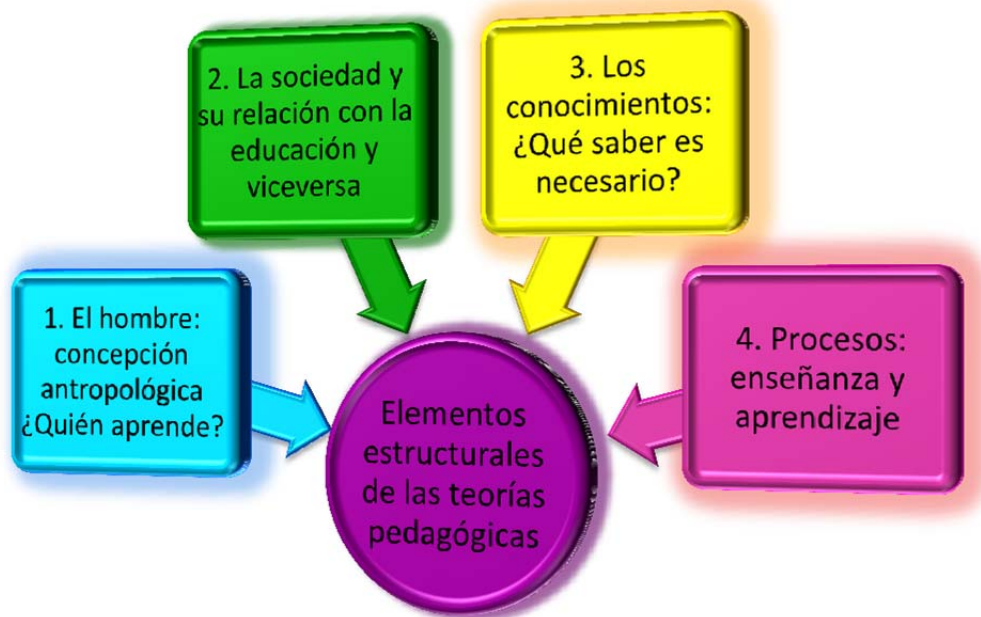 1. El hombre:
concepción
antropológica
¿Quién aprende?
2. La sociedad y
su relación con la
educación y
viceversa
3. Los
conocimientos:
¿Qué saber es
necesario?
4. Procesos:
enseñanza y
aprendizaje
Elementos
estructurales
de las teorías
pedagógicas